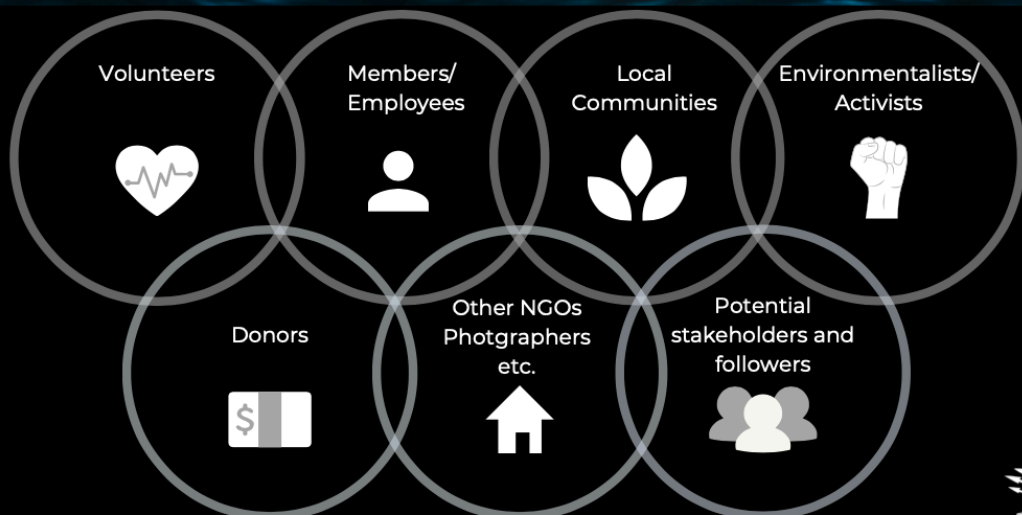 Volunteers
Members/
Employees
Local
Communities
Environmentalists/
Activists
Donors
$
Other NGOs
Photgraphers
etc.
Potential
stakeholders and
followers